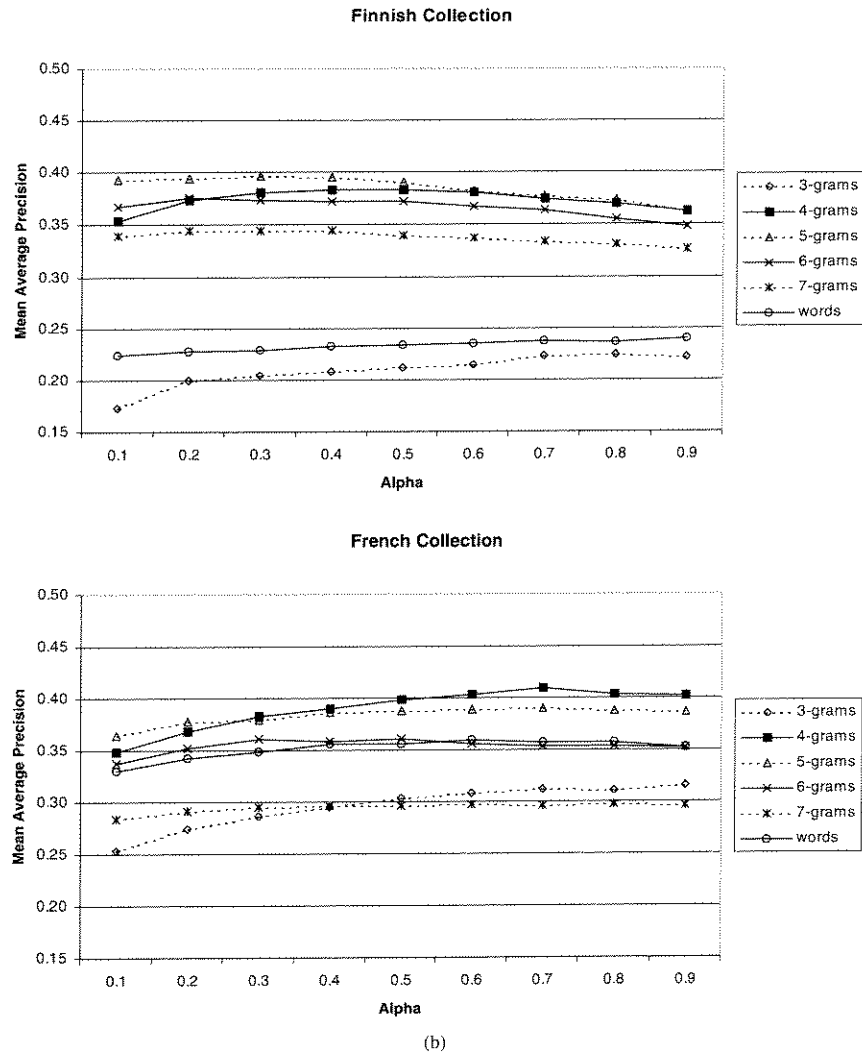 Finnish Collection
0.50
0.45
0.40
0.35
0.30
0.25
0.20
0.15
Mean Average Precision
0.1 0.2 0.3 0.4 0.5 0.6 0.7 0.8 0.9
Alpha
3-grams
4-grams
5-grams
6-grams
7-grams
words
French Collection
0.50
0.45
0.40
0.35
0.30
0.25
0.20
0.15
Mean Average Precision
0.1 0.2 0.3 0.4 0.5 0.6 0.7 0.8 0.9
Alpha
3-grams
4-grams
5-grams
6-grams
7-grams
words
(b)